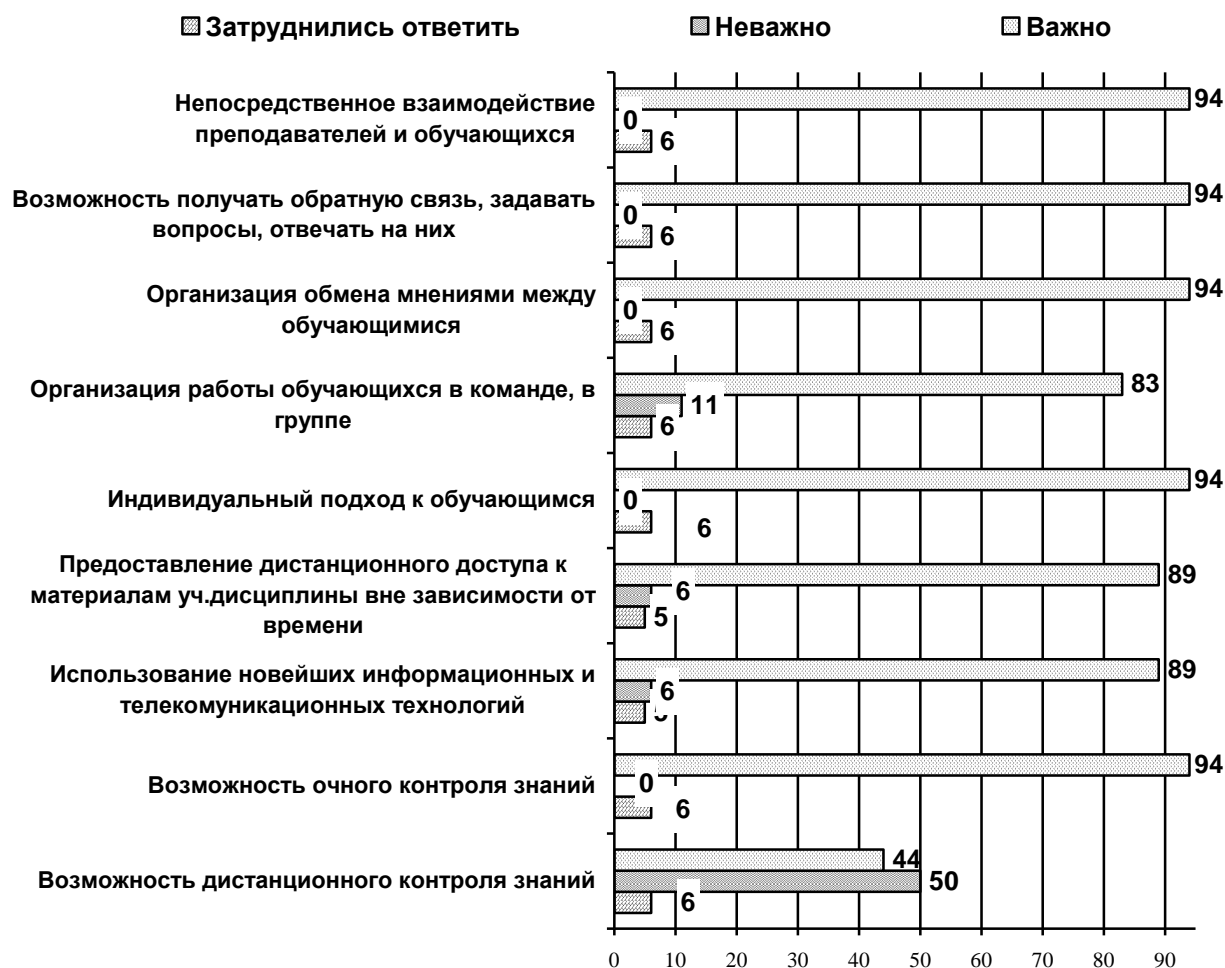 Затруднились ответить Неважно Важно
Непосредственное взаимодействие
преподавателей и обучающихся
94
0
6
Возможность получать обратную связь, задавать
вопросы, отвечать на них
94
0
6
Организация обмена мнениями между
обучающимися
94
0
6
Организация работы обучающихся в команде, в
группе
83
11
6
Индивидуальный подход к обучающимся
94
0
6
Предоставление дистанционного доступа к
материалам уч.дисциплины вне зависимости от
времени
89
6
5
Использование новейших информационных и
телекомуникационных технологий
89
6
Возможность очного контроля знаний
94
0
6
Возможность дистанционного контроля знаний
44
50
6
0 10 20 30 40 50 60 70 80 90